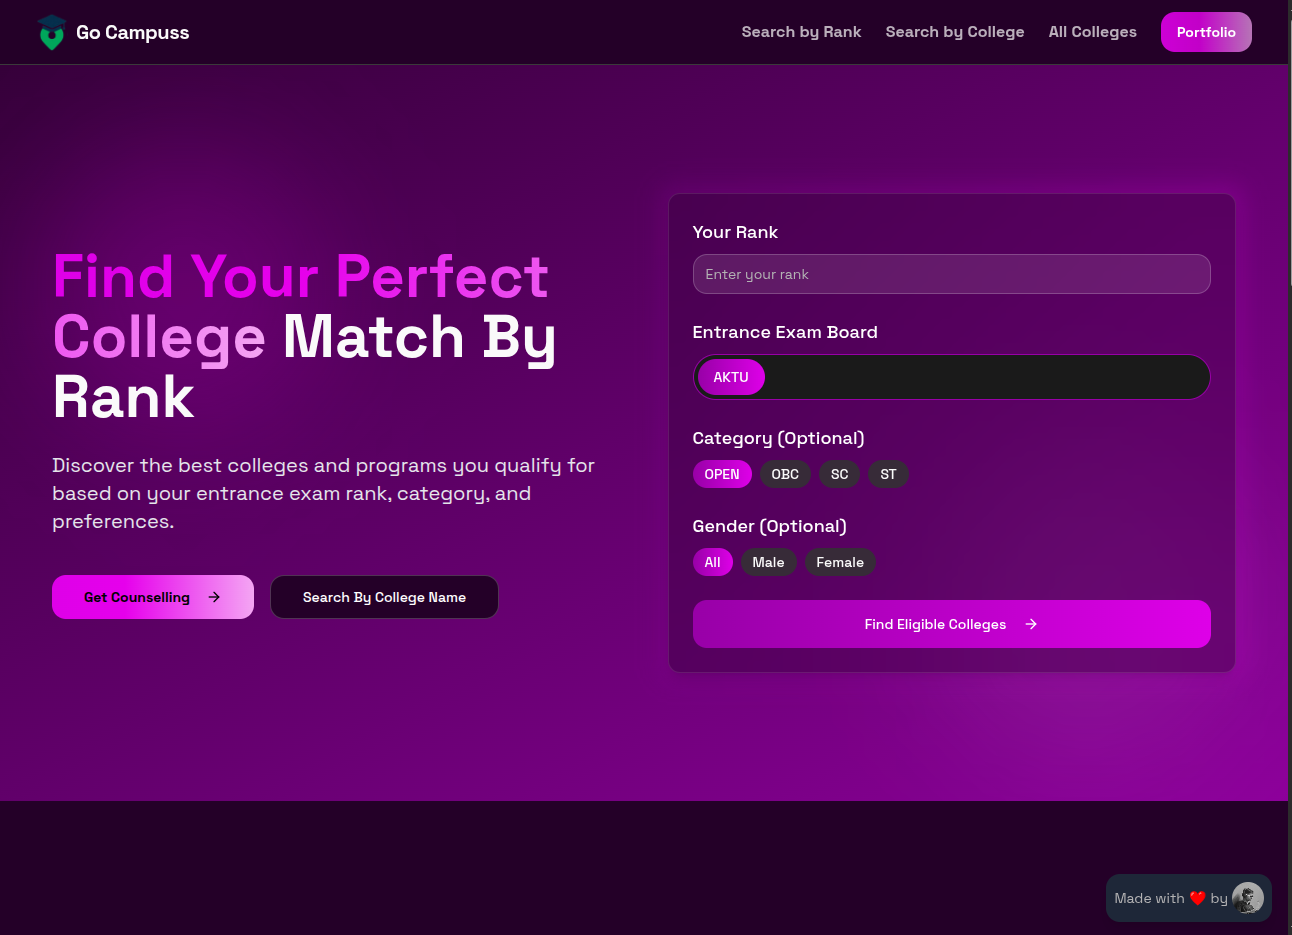 Go Campuss
Search by Rank
Search by College
All Colleges
Portfolio
Find Your Perfect
College Match By
Rank
Discover the best colleges and programs you qualify for
based on your entrance exam rank, category, and
preferences.
Get Counselling
Search By College Name
Your Rank
Enter your rank
Entrance Exam Board
AKTU
Category (Optional)
OPEN OBC SC ST
Gender (Optional)
All Male Female
Find Eligible Colleges
Made with ❤️ by